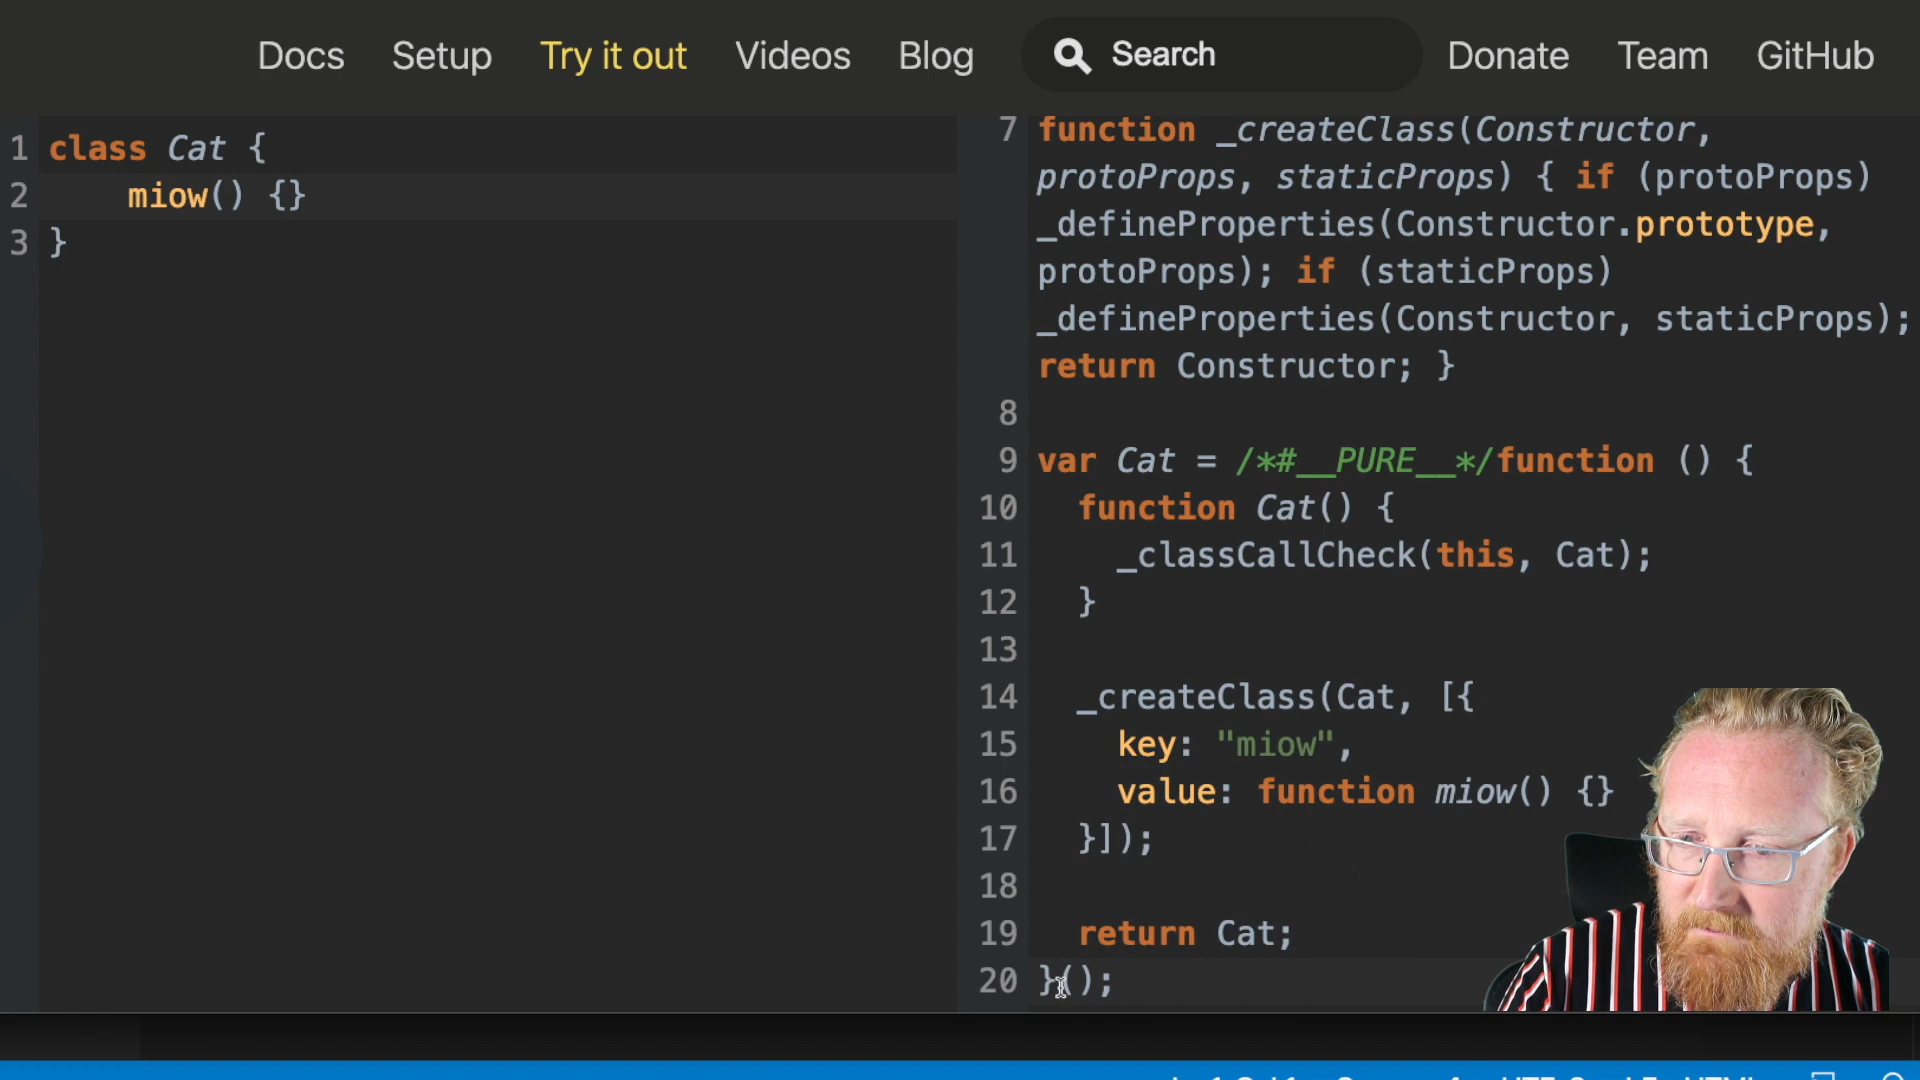 Docs Setup Try it out Videos Blog Search Donate Team GitHub
1 class Cat {
2 miow() {}
3 }
7 function _createClass(Constructor,
protoProps, staticProps) { if (protoProps)
_defineProperties(Constructor.prototype,
protoProps); if (staticProps)
_defineProperties(Constructor, staticProps);
return Constructor; }
8
9 var Cat = /*#__PURE__*/function () {
10 function Cat() {
11 _classCallCheck(this, Cat);
12 }
13
14 _createClass(Cat, [{
15 key: "miow",
16 value: function miow() {}
17 }]);
18
19 return Cat;
20 }();